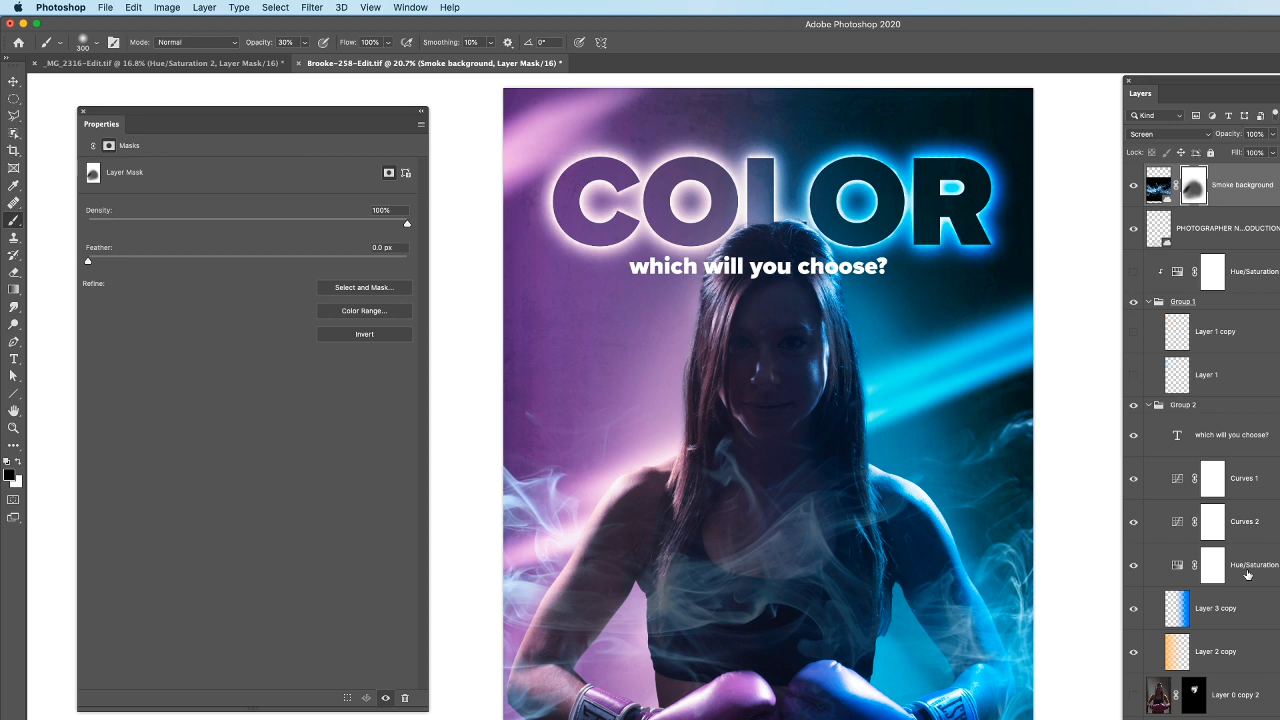 Photoshop File Edit Image Layer Type Select Filter 3D View Window Help
Adobe Photoshop 2020
300 Mode: Normal Opacity: 30% Flow: 100% Smoothing: 10% 0°
_MG_2316-Edit.tif @ 16.8% (Hue/Saturation 2, Layer Mask/16) *
Brooke-258-Edit.tif @ 20.7% (Smoke background, Layer Mask/16) *
Properties
Masks
Layer Mask
Density: 100%
Feather: 0.0 px
Refine:
Select and Mask...
Color Range...
Invert
COLOR
which will you choose?
Layers
Kind
Screen Opacity: 100%
Lock: Fill: 100%
Smoke background
PHOTOGRAPHER N...ODUCTION
Hue/Saturation
Group 1
Layer 1 copy
Layer 1
Group 2
which will you choose?
Curves 1
Curves 2
Hue/Saturation
Layer 3 copy
Layer 2 copy
Layer 0 copy 2